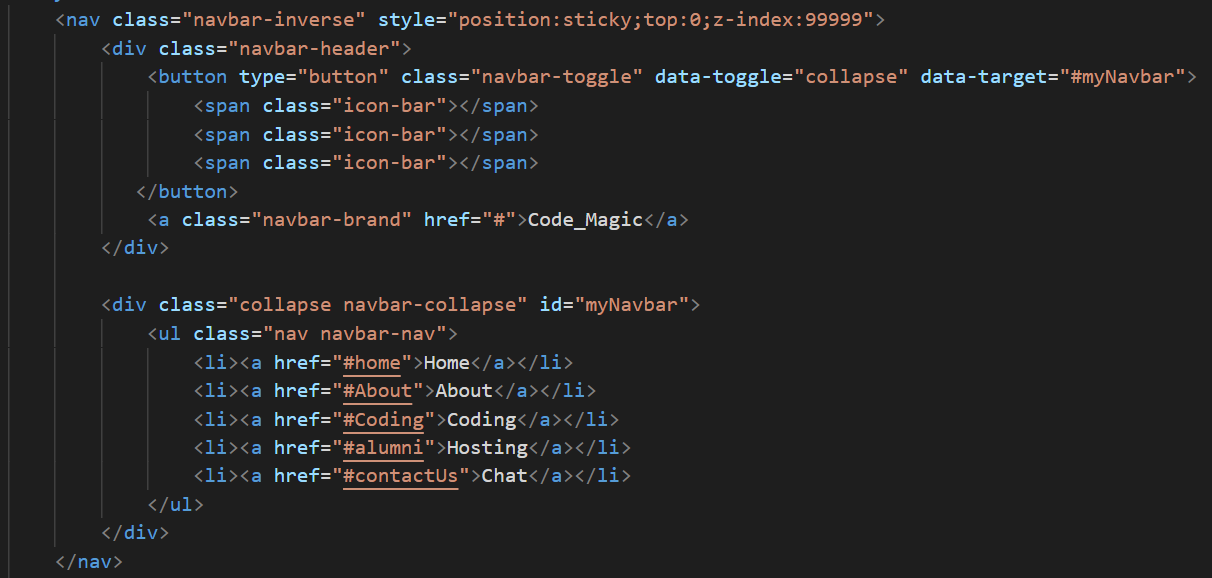 <nav class="navbar-inverse" style="position:sticky;top:0;z-index:99999">
<div class="navbar-header">
<button type="button" class="navbar-toggle" data-toggle="collapse" data-target="#myNavbar">
<span class="icon-bar"></span>
<span class="icon-bar"></span>
<span class="icon-bar"></span>
</button>
<a class="navbar-brand" href="#">Code_Magic</a>
</div>
<div class="collapse navbar-collapse" id="myNavbar">
<ul class="nav navbar-nav">
<li><a href="#home">Home</a></li>
<li><a href="#About">About</a></li>
<li><a href="#Coding">Coding</a></li>
<li><a href="#alumni">Hosting</a></li>
<li><a href="#contactUs">Chat</a></li>
</ul>
</div>
</nav>